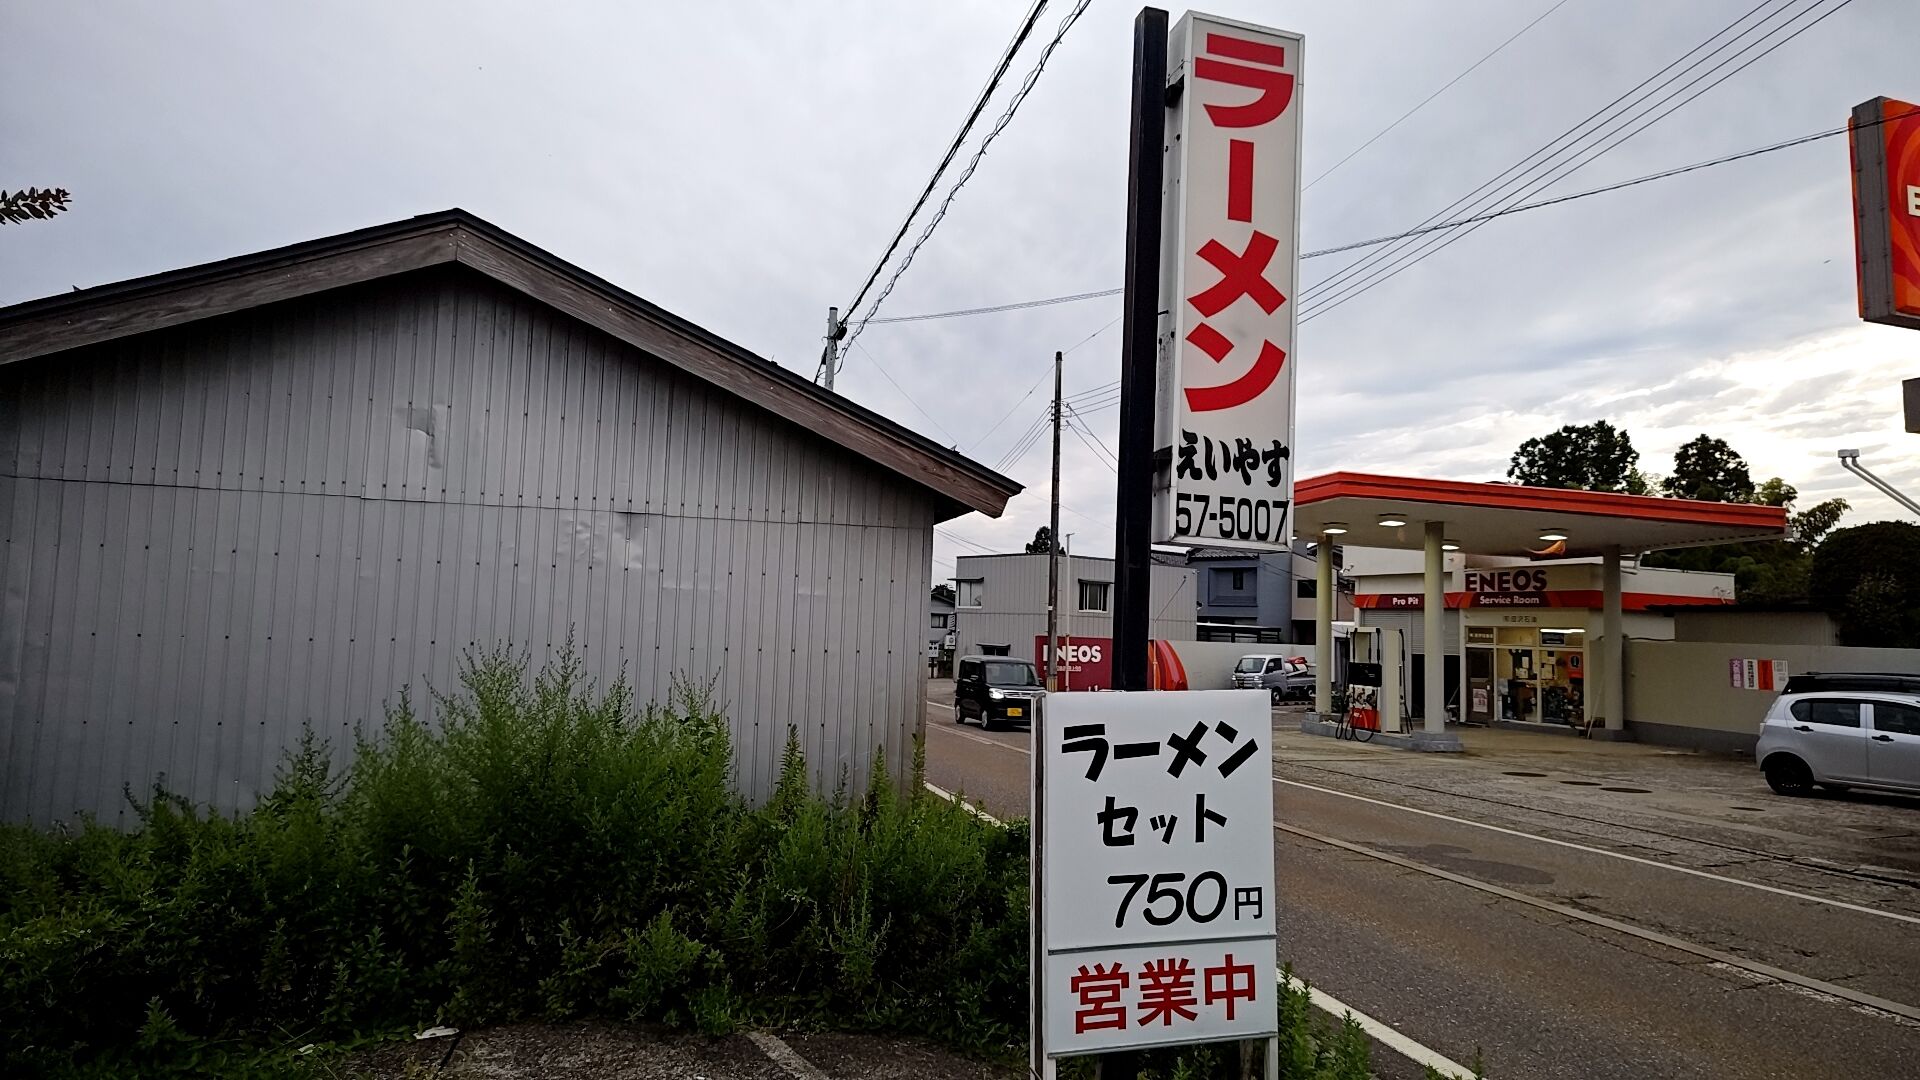 ラーメン
えいやす
57-5007
ラーメン
セット
750円
営業中
ENEOS
Pro Pit
Service Room
ENEOS